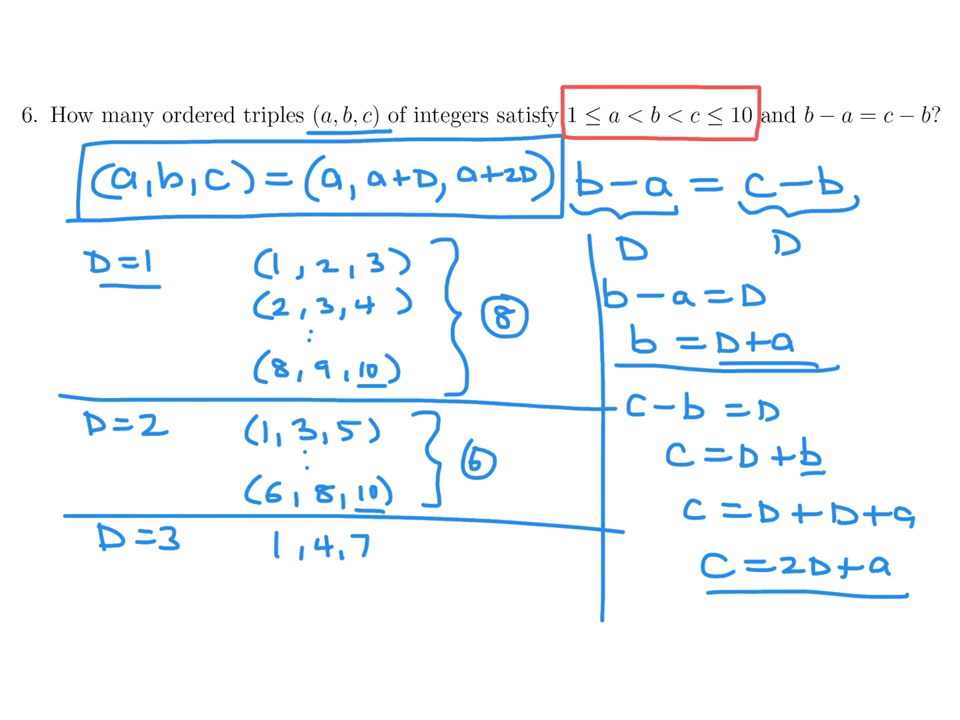 6. How many ordered triples (a, b, c) of integers satisfy 1 ≤ a < b < c ≤ 10 and b − a = c − b?
(a,b,c) = (a, a+D, a+2D)
b-a = c-b
D D
D=1
(1, 2, 3)
(2, 3, 4)
⋮
(8, 9, 10)
8
D=2
(1, 3, 5)
⋮
(6, 8, 10)
6
D=3
1, 4, 7
b-a=D
b = D+a
c-b=D
c = D+b
c = D+D+a
c=2D+a